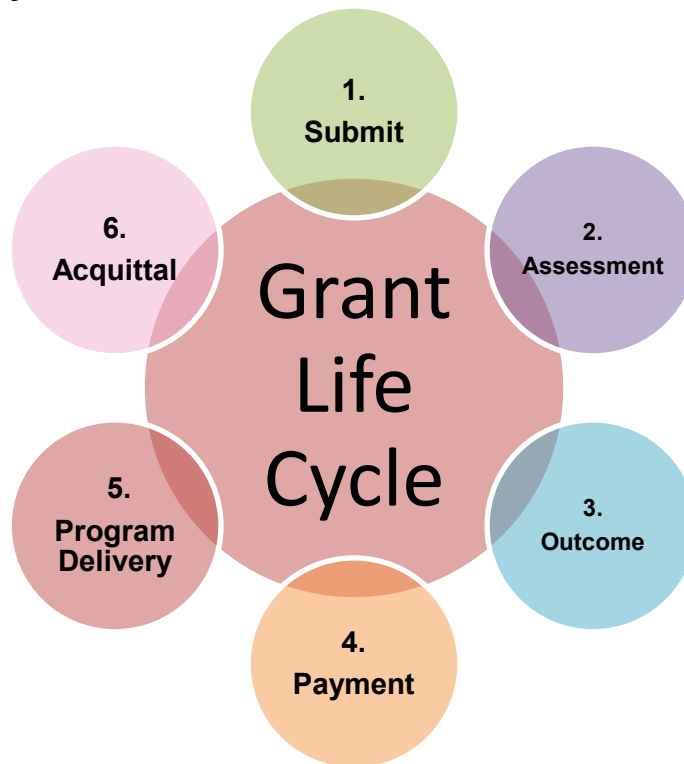 1.
Submit
2.
Assessment
3.
Outcome
4.
Payment
5.
Program
Delivery
6.
Acquittal
Grant
Life
Cycle